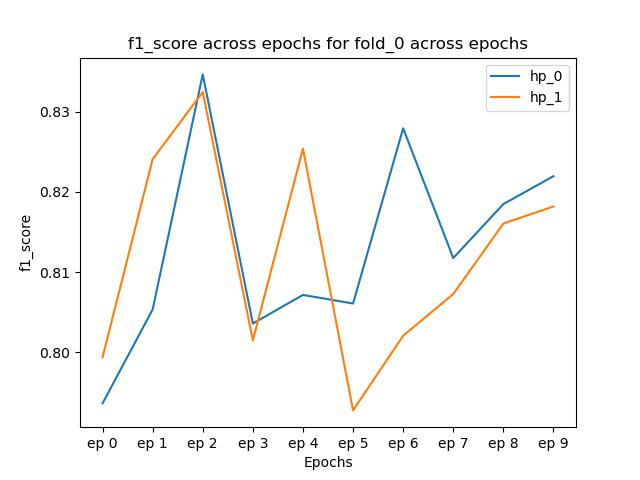 f1_score across epochs for fold_0 across epochs
hp_0
hp_1
0.83
0.82
0.81
0.80
f1_score
ep 0 ep 1 ep 2 ep 3 ep 4 ep 5 ep 6 ep 7 ep 8 ep 9
Epochs